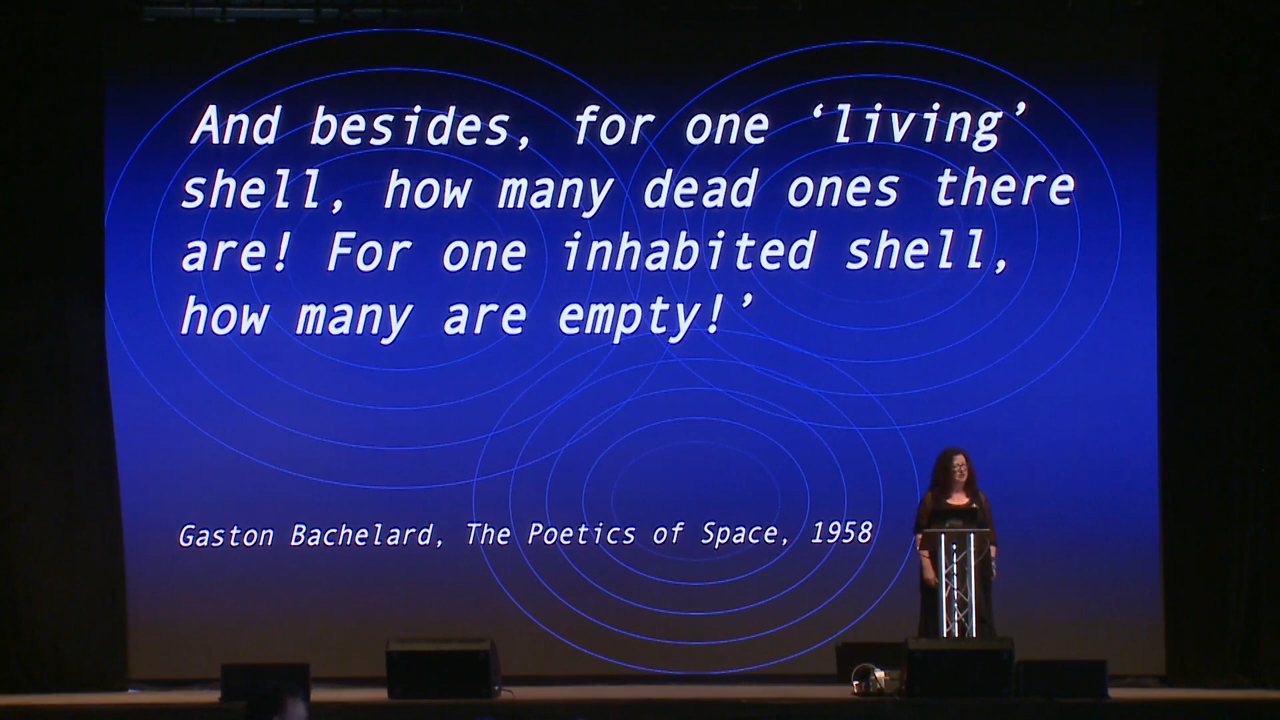 And besides, for one ‘living’
shell, how many dead ones there
are! For one inhabited shell,
how many are empty!’
Gaston Bachelard, The Poetics of Space, 1958